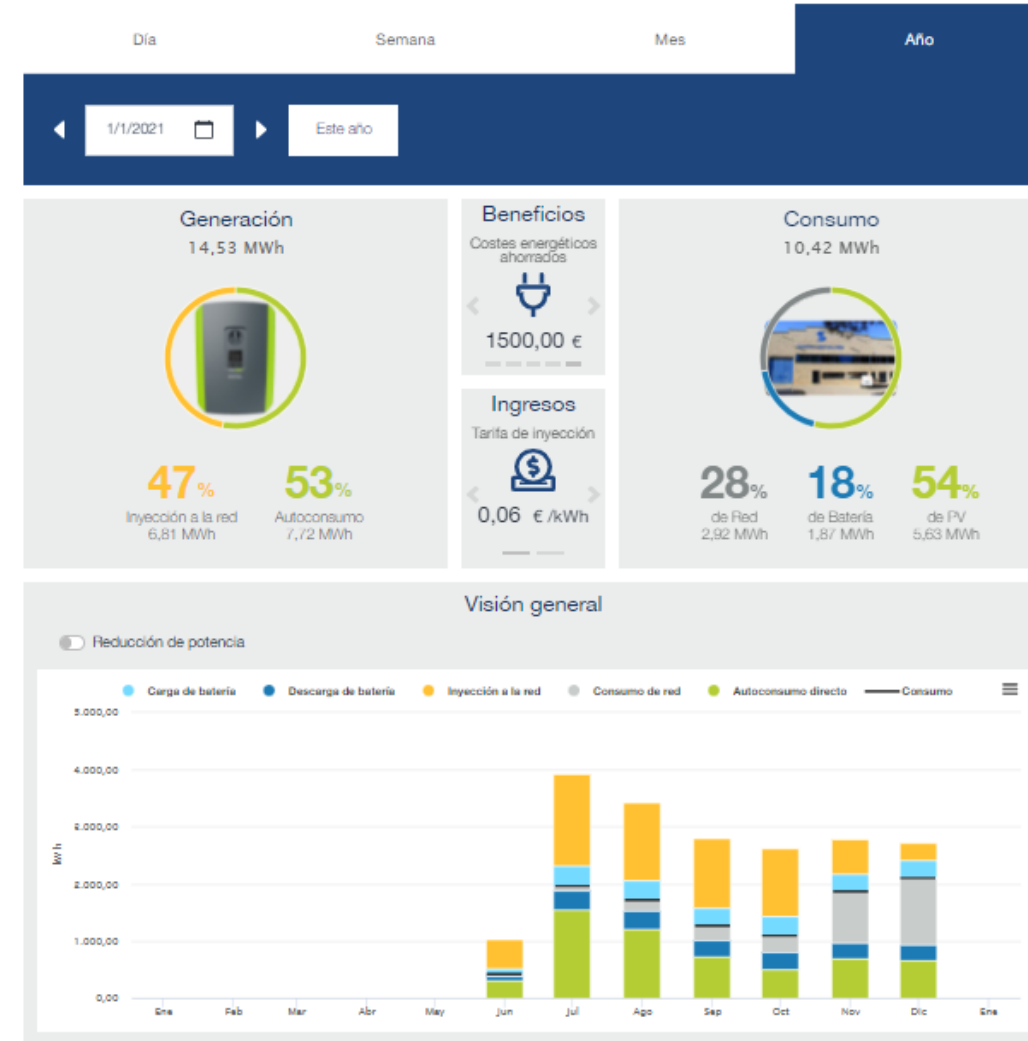 Día Semana Mes Año
1/1/2021 Este año
Generación
14,53 MWh
47%
Inyección a la red
6,81 MWh
53%
Autoconsumo
7,72 MWh
Beneficios
Costes energéticos
ahorrados
1500,00 €
Ingresos
Tarifa de inyección
0,06 €/kWh
Consumo
10,42 MWh
28%
de Red
2,92 MWh
18%
de Batería
1,87 MWh
54%
de PV
5,63 MWh
Visión general
Reducción de potencia
Carga de batería Descarga de batería Inyección a la red Consumo de red Autoconsumo directo Consumo
5.000,00
4.000,00
3.000,00
2.000,00
1.000,00
0,00
kWh
Ene Feb Mar Abr May Jun Jul Ago Sep Oct Nov Dic Ene